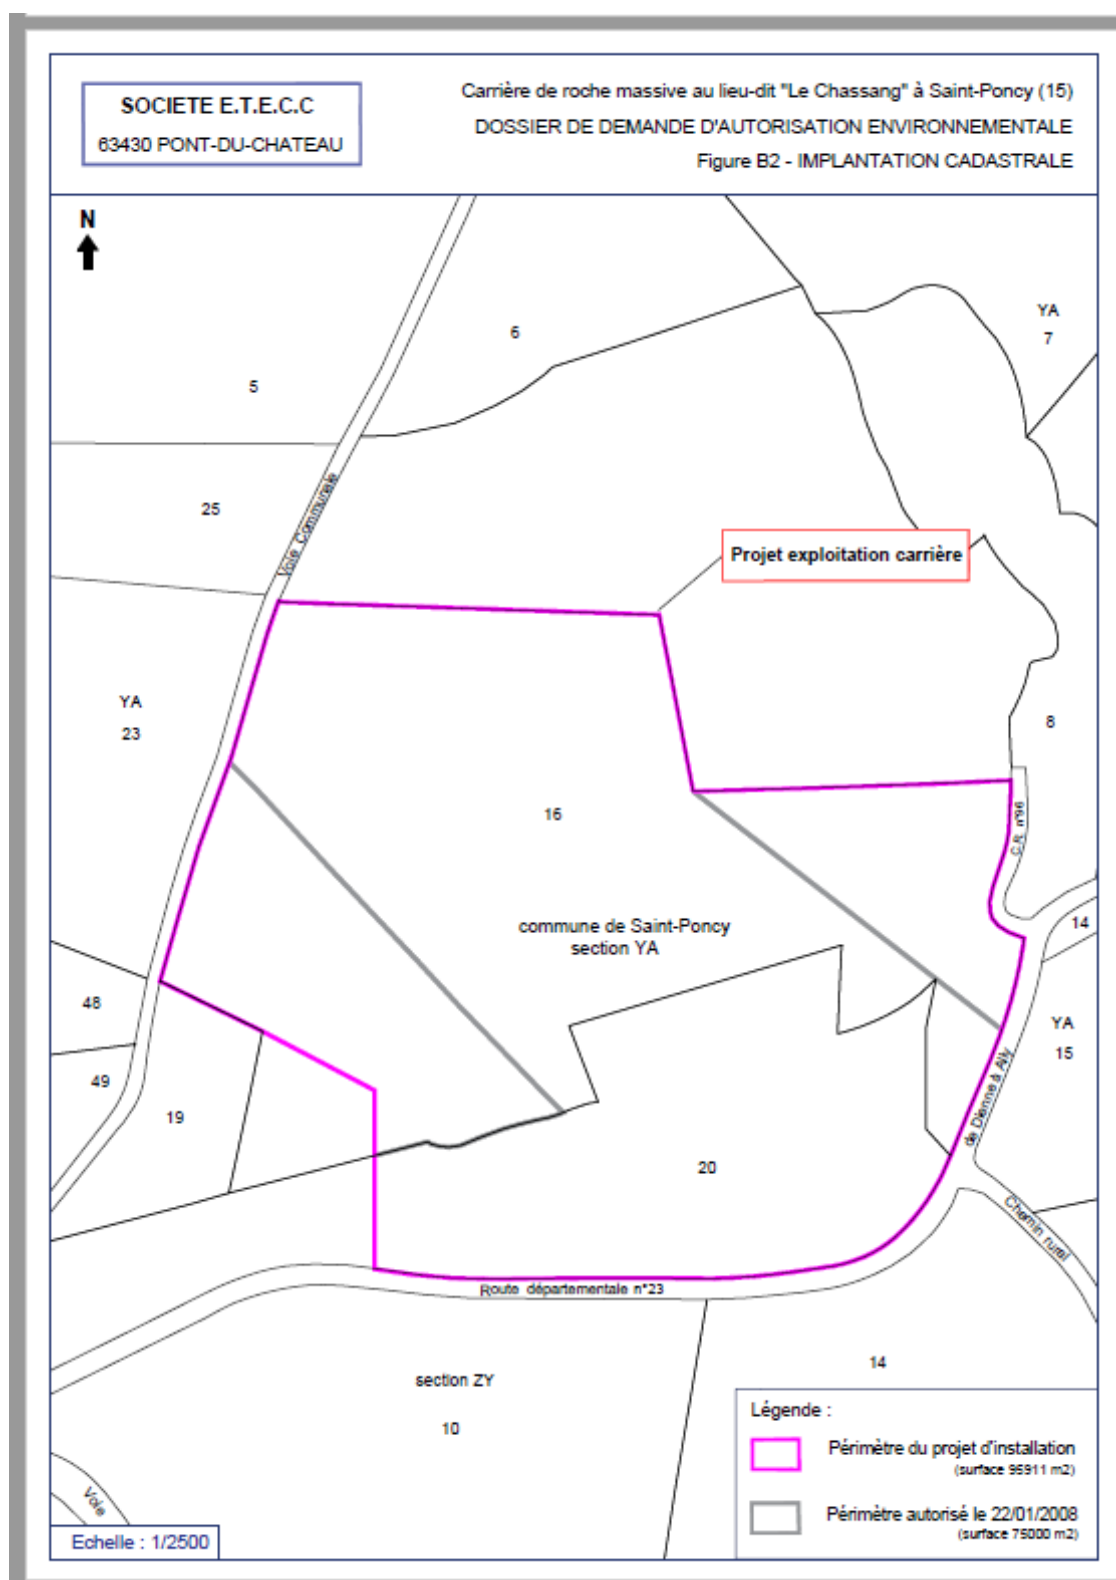 SOCIETE E.T.E.C.C
63430 PONT-DU-CHATEAU
Carrière de roche massive au lieu-dit "Le Chassang" à Saint-Poncy (15)
DOSSIER DE DEMANDE D'AUTORISATION ENVIRONNEMENTALE
Figure B2 - IMPLANTATION CADASTRALE
N
6
YA
7
5
Voie Communale
25
Projet exploitation carrière
YA
23
8
16
C.R. n°96
commune de Saint-Poncy
section YA
14
48
YA
15
49
de Dienne à Ally
19
20
Chemin rural
Route départementale n°23
14
section ZY
10
Voie
Légende :
Périmètre du projet d'installation
(surface 95911 m2)
Périmètre autorisé le 22/01/2008
(surface 75000 m2)
Echelle : 1/2500